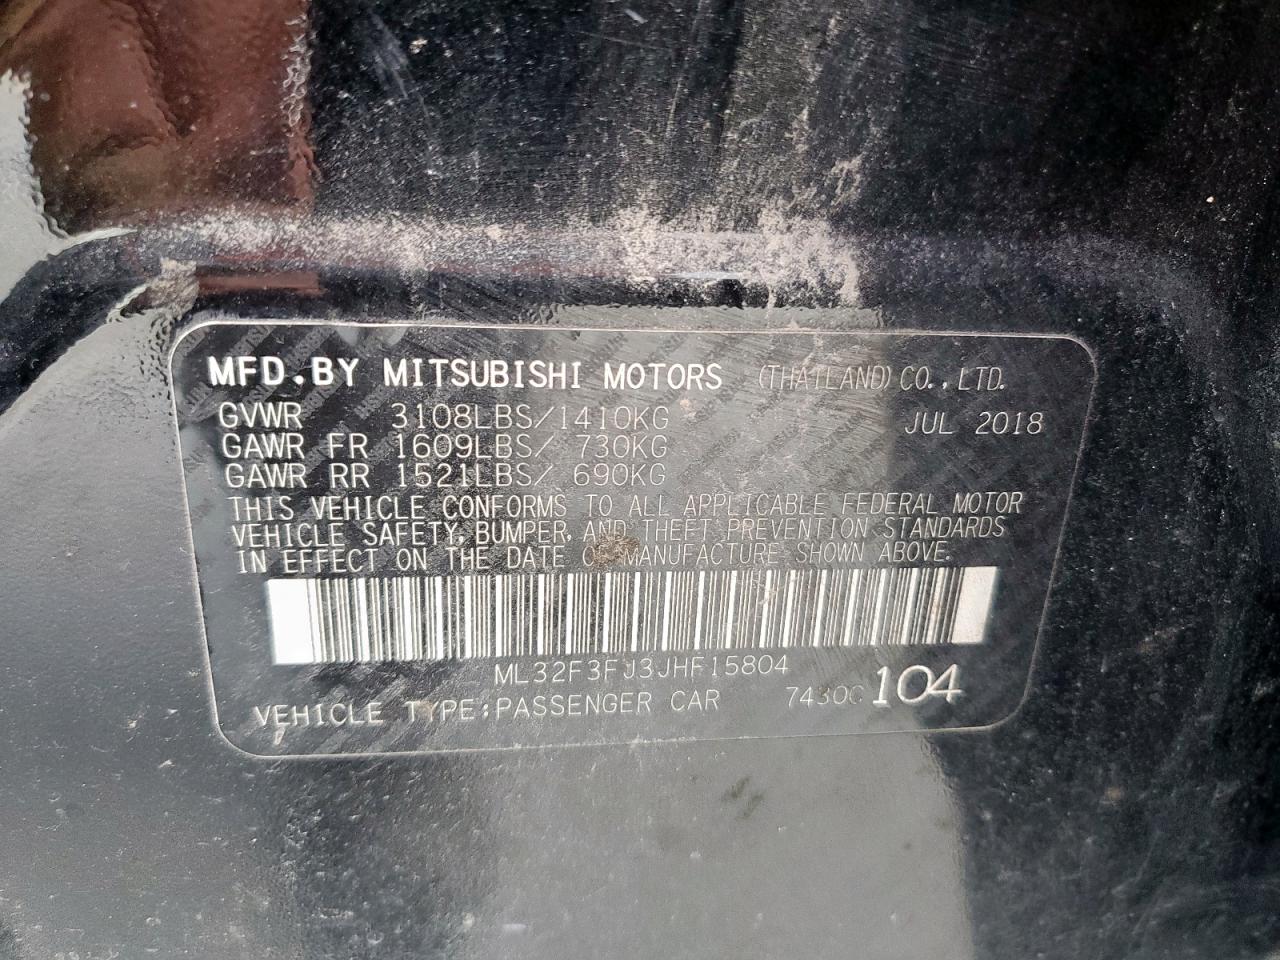 MFD.BY MITSUBISHI MOTORS (THAILAND) CO.,LTD.
GVWR 3108LBS/1410KG JUL 2018
GAWR FR 1609LBS/ 730KG
GAWR RR 1521LBS/ 690KG
THIS VEHICLE CONFORMS TO ALL APPLICABLE FEDERAL MOTOR
VEHICLE SAFETY, BUMPER, AND THEFT PREVENTION STANDARDS
IN EFFECT ON THE DATE OF MANUFACTURE SHOWN ABOVE.
ML32F3FJ3JHF15804
VEHICLE TYPE:PASSENGER CAR 104